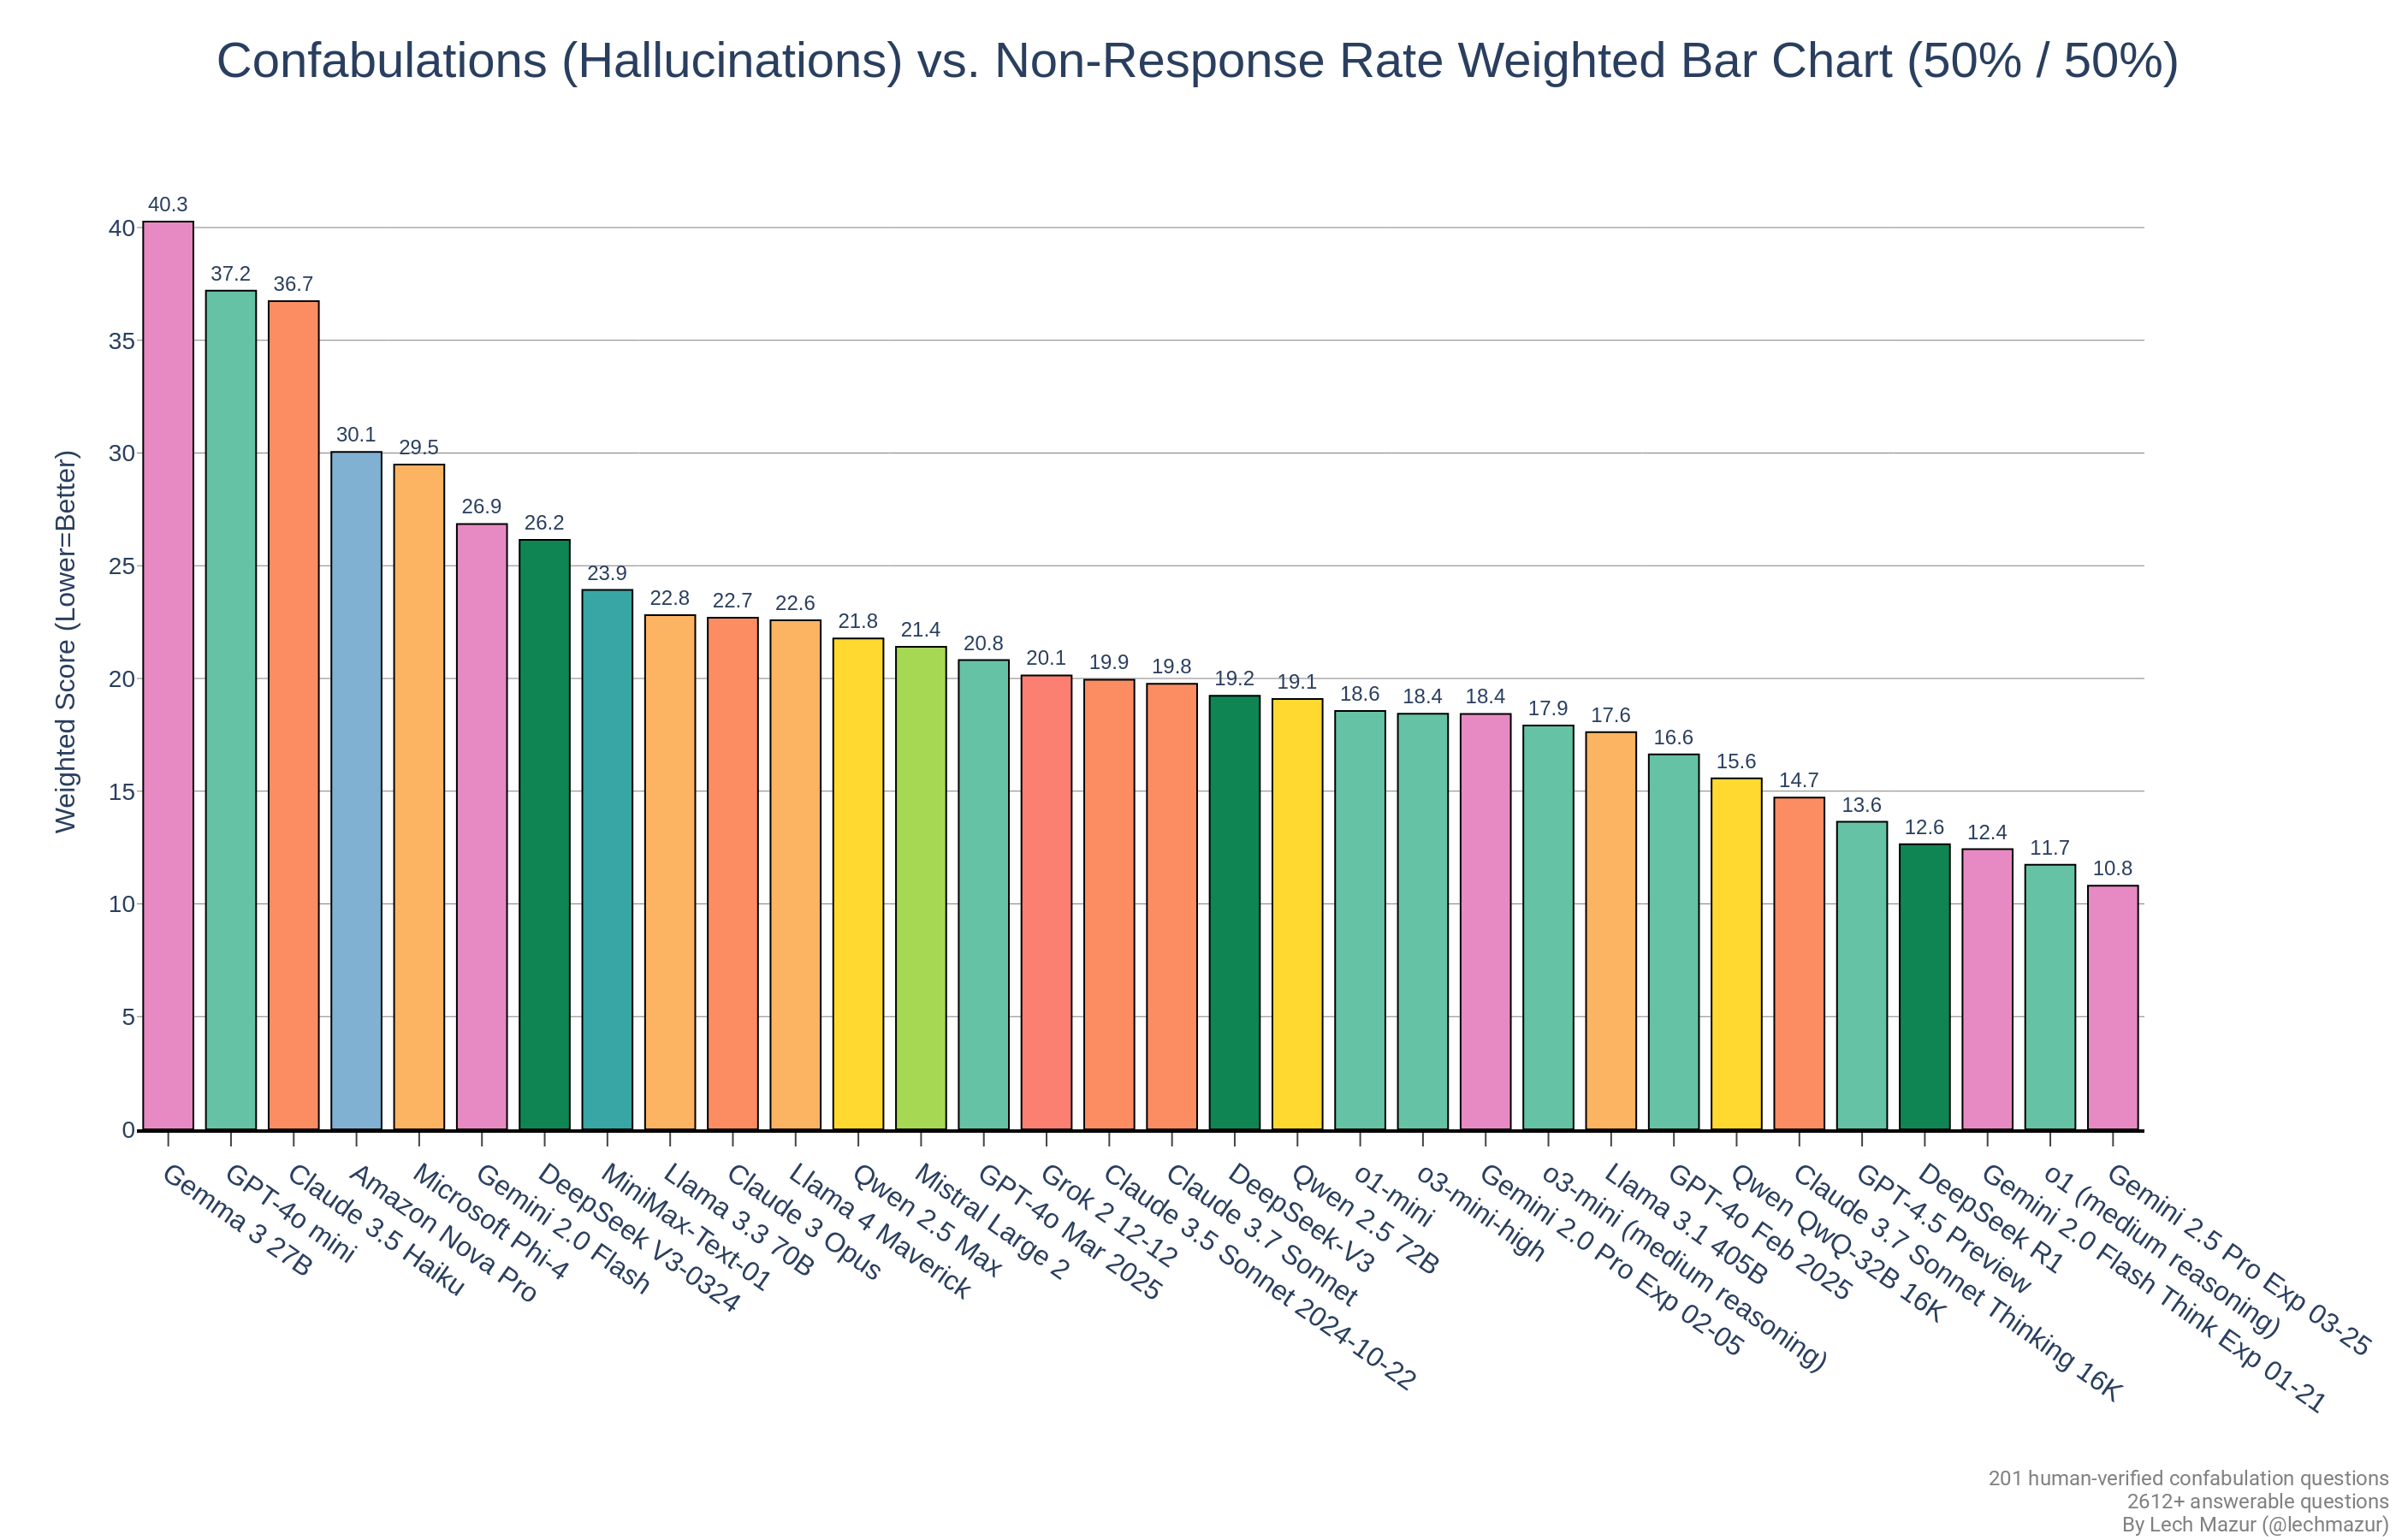 Confabulations (Hallucinations) vs. Non-Response Rate Weighted Bar Chart (50% / 50%)
Weighted Score (Lower=Better)
40
35
30
25
20
15
10
5
0
40.3
37.2
36.7
30.1
29.5
26.9
26.2
23.9
22.8
22.7
22.6
21.8
21.4
20.8
20.1
19.9
19.8
19.2
19.1
18.6
18.4
18.4
17.9
17.6
16.6
15.6
14.7
13.6
12.6
12.4
11.7
10.8
Gemma 3 27B
GPT-4o mini
Claude 3.5 Haiku
Amazon Nova Pro
Microsoft Phi-4
Gemini 2.0 Flash
DeepSeek V3-0324
MiniMax-Text-01
Llama 3.3 70B
Claude 3 Opus
Llama 4 Maverick
Qwen 2.5 Max
Mistral Large 2
GPT-4o Mar 2025
Grok 2 12-12
Claude 3.5 Sonnet 2024-10-22
Claude 3.7 Sonnet
DeepSeek-V3
Qwen 2.5 72B
o1-mini
o3-mini-high
Gemini 2.0 Pro Exp 02-05
o3-mini (medium reasoning)
Llama 3.1 405B
GPT-4o Feb 2025
Qwen QwQ-32B 16K
Claude 3.7 Sonnet Thinking 16K
GPT-4.5 Preview
DeepSeek R1
Gemini 2.0 Flash Think Exp 01-21
o1 (medium reasoning)
Gemini 2.5 Pro Exp 03-25
201 human-verified confabulation questions
2612+ answerable questions
By Lech Mazur (@lechmazur)